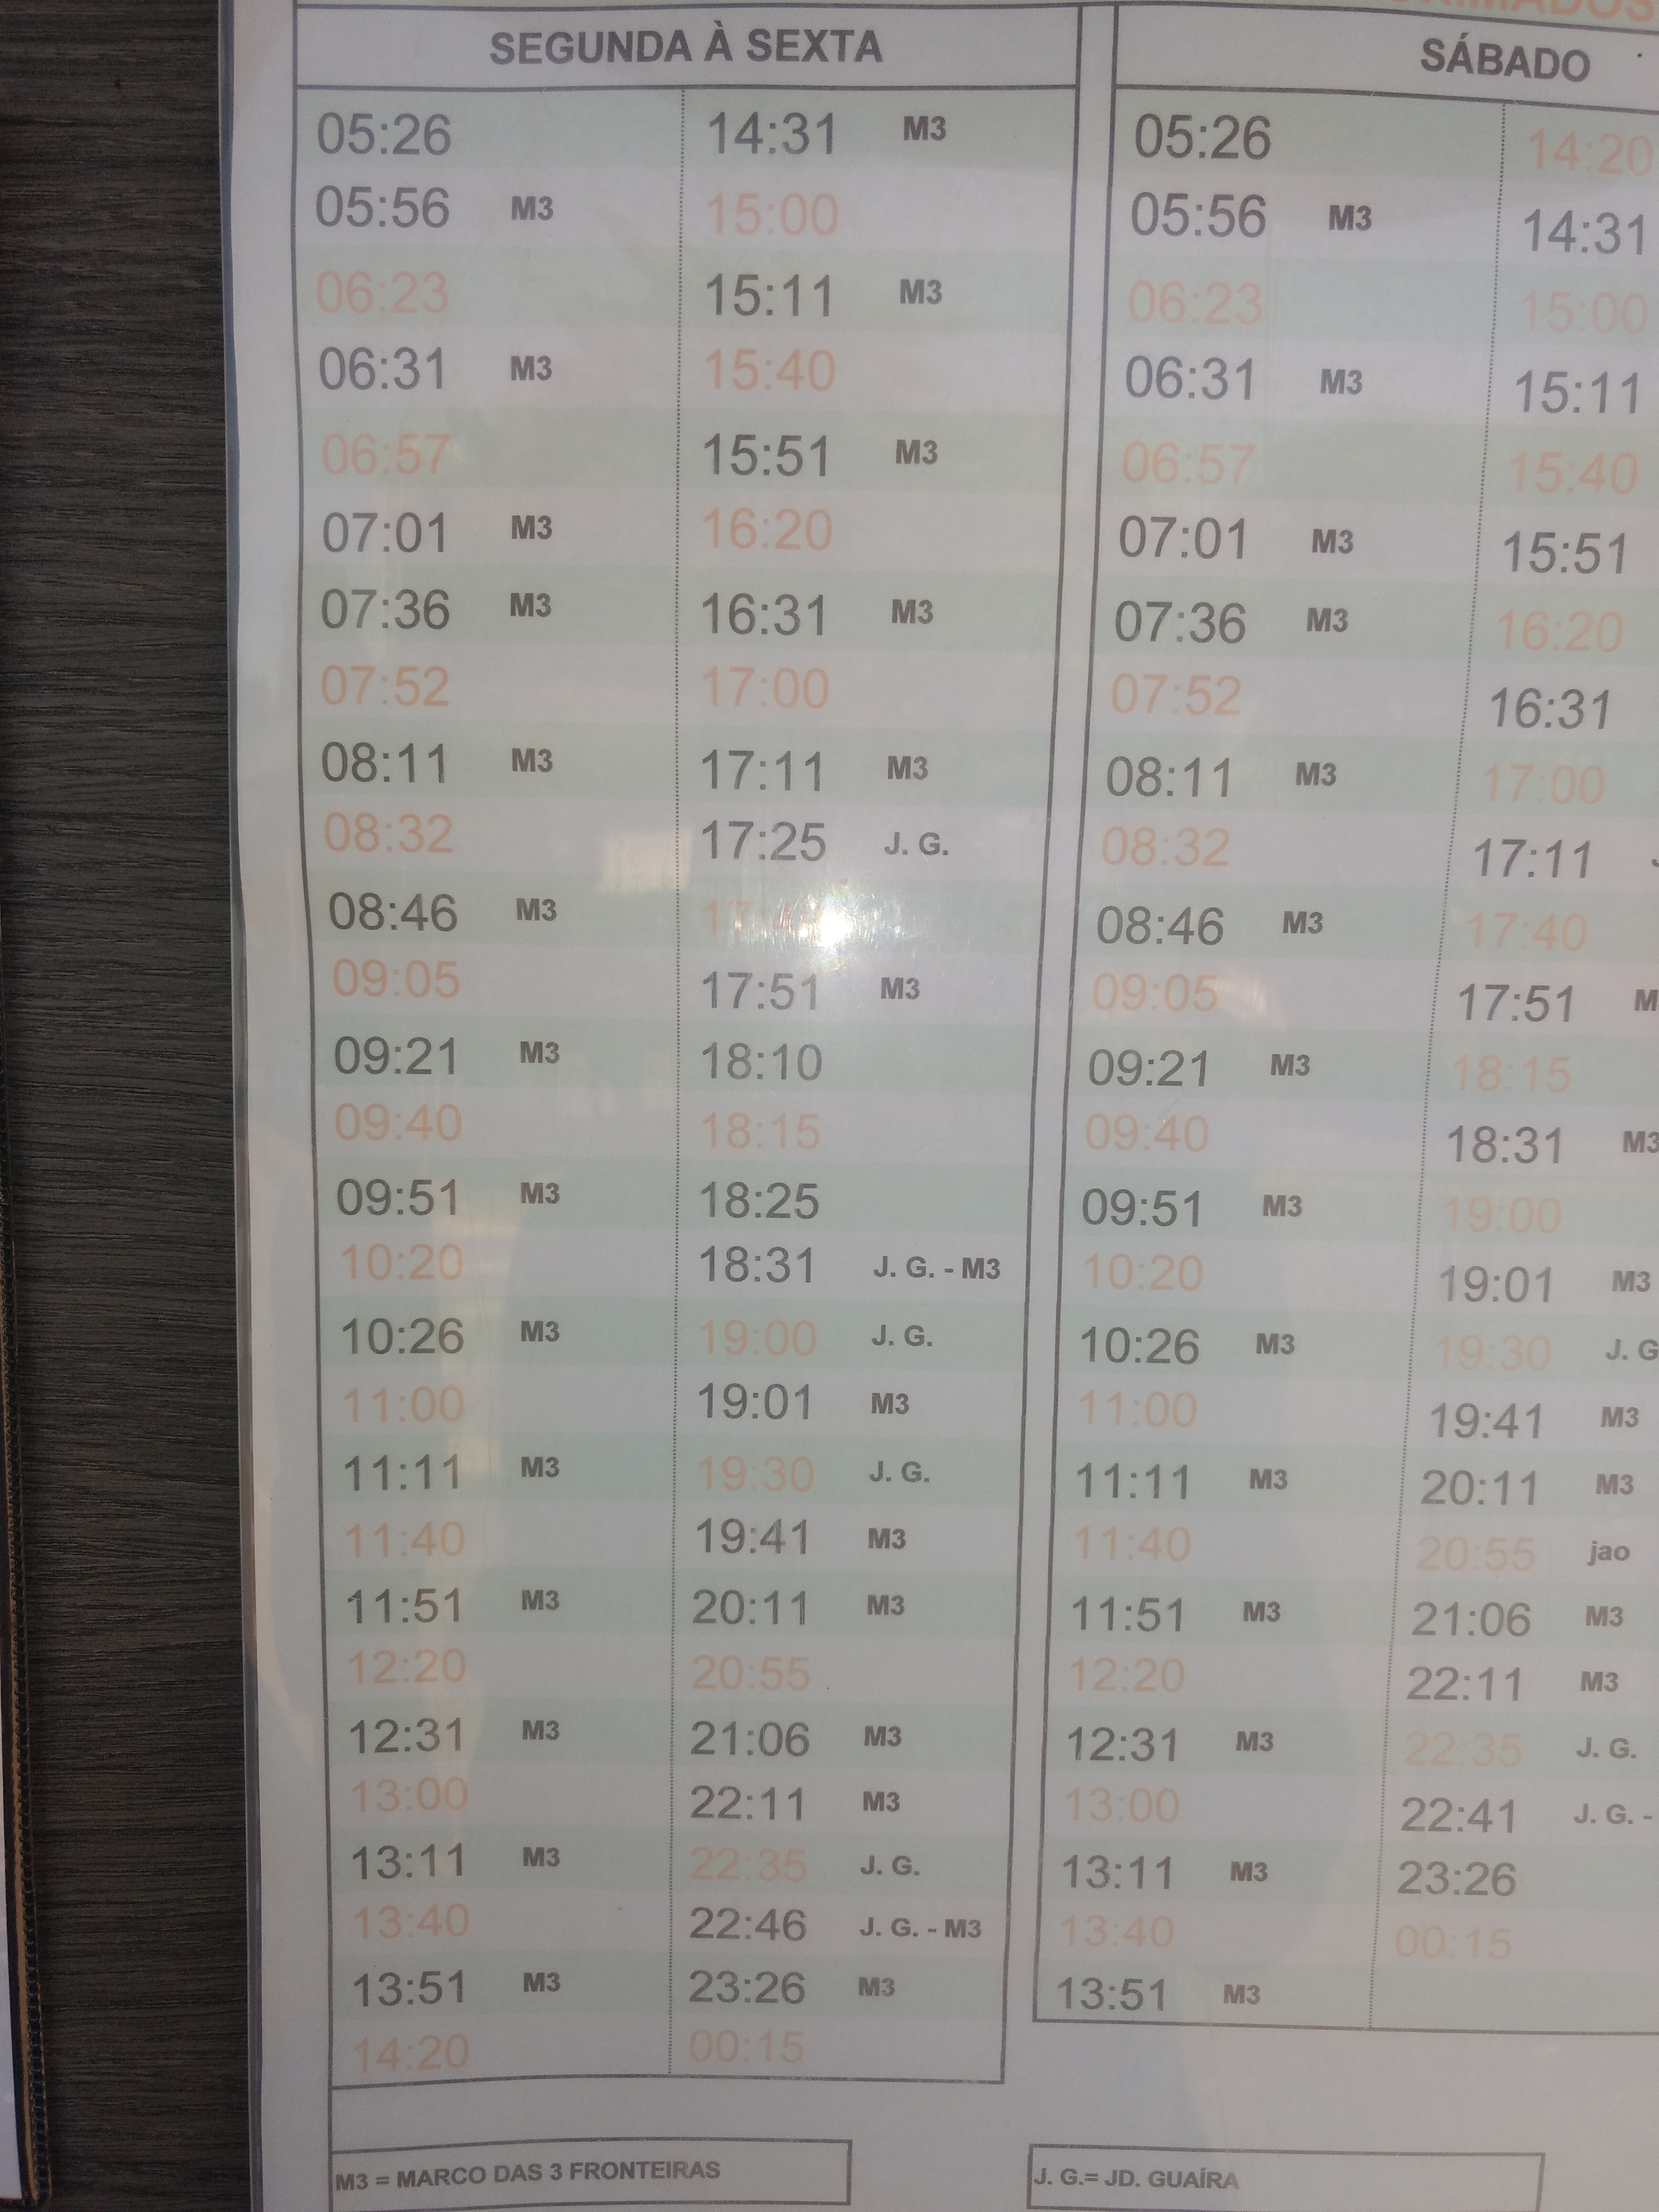 SEGUNDA À SEXTA
05:26
05:56 M3
06:23
06:31 M3
06:57
07:01 M3
07:36 M3
07:52
08:11 M3
08:32
08:46 M3
09:05
09:21 M3
09:40
09:51 M3
10:20
10:26 M3
11:00
11:11 M3
11:40
11:51 M3
12:20
12:31 M3
13:00
13:11 M3
13:40
13:51 M3
14:20
14:31 M3
15:00
15:11 M3
15:40
15:51 M3
16:20
16:31 M3
17:00
17:11 M3
17:25 J. G.
17:51 M3
18:10
18:15
18:25
18:31 J. G. - M3
19:00 J. G.
19:01 M3
19:30 J. G.
19:41 M3
20:11 M3
20:55
21:06 M3
22:11 M3
22:35 J. G.
22:46 J. G. - M3
23:26 M3
00:15
SÁBADO
05:26
05:56 M3
06:23
06:31 M3
06:57
07:01 M3
07:36 M3
07:52
08:11 M3
08:32
08:46 M3
09:05
09:21 M3
09:40
09:51 M3
10:20
10:26 M3
11:00
11:11 M3
11:40
11:51 M3
12:20
12:31 M3
13:00
13:11 M3
13:40
13:51 M3
14:20
14:31
15:00
15:11
15:40
15:51
16:20
16:31
17:00
17:11
17:40
17:51 M
18:15
18:31 M3
19:00
19:01 M3
19:30 J. G
19:41 M3
20:11 M3
20:55 jao
21:06 M3
22:11 M3
22:35 J. G.
22:41 J. G. -
23:26
00:15
M3 = MARCO DAS 3 FRONTEIRAS
J. G.= JD. GUAÍRA